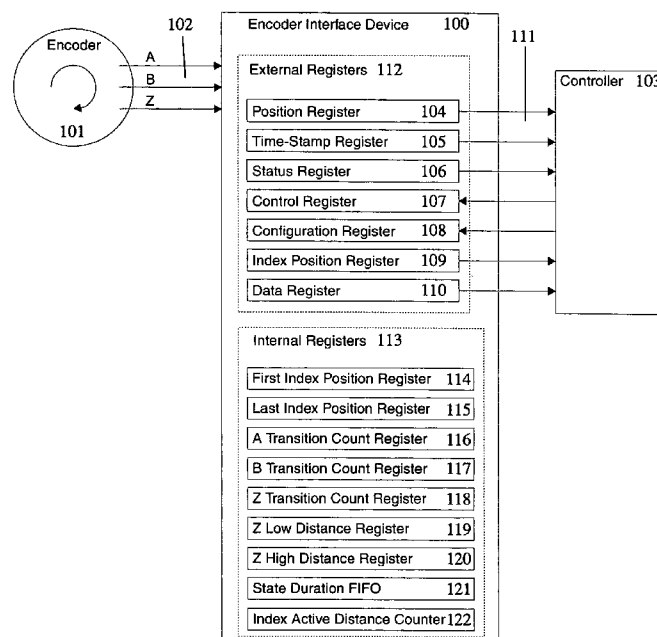 Encoder
101
A
B
Z
102
Encoder Interface Device 100
External Registers 112
Position Register 104
Time-Stamp Register 105
Status Register 106
Control Register 107
Configuration Register 108
Index Position Register 109
Data Register 110
111
Controller 103
Internal Registers 113
First Index Position Register 114
Last Index Position Register 115
A Transition Count Register 116
B Transition Count Register 117
Z Transition Count Register 118
Z Low Distance Register 119
Z High Distance Register 120
State Duration FIFO 121
Index Active Distance Counter 122